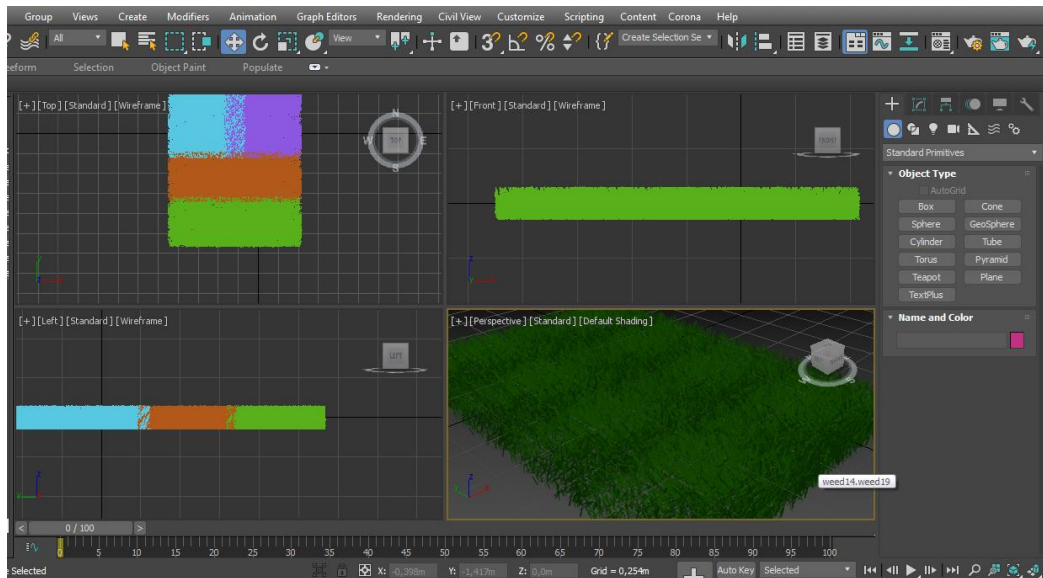 Group Views Create Modifiers Animation Graph Editors Rendering Civil View Customize Scripting Content Corona Help
All View Create Selection Se
eeform Selection Object Paint Populate
[+] [Top] [Standard] [Wireframe]
N
W TOP E
S
[+] [Front] [Standard] [Wireframe]
FRONT
Standard Primitives
Object Type
AutoGrid
Box Cone
Sphere GeoSphere
Cylinder Tube
Torus Pyramid
Teapot Plane
TextPlus
Name and Color
[+] [Left] [Standard] [Wireframe]
LEFT
[+] [Perspective] [Standard] [Default Shading]
weed14.weed19
< 0 / 100 >
0 5 10 15 20 25 30 35 40 45 50 55 60 65 70 75 80 85 90 95 100
e Selected X: -0,398m Y: -1,417m Z: 0,0m Grid = 0,254m Auto Key Selected